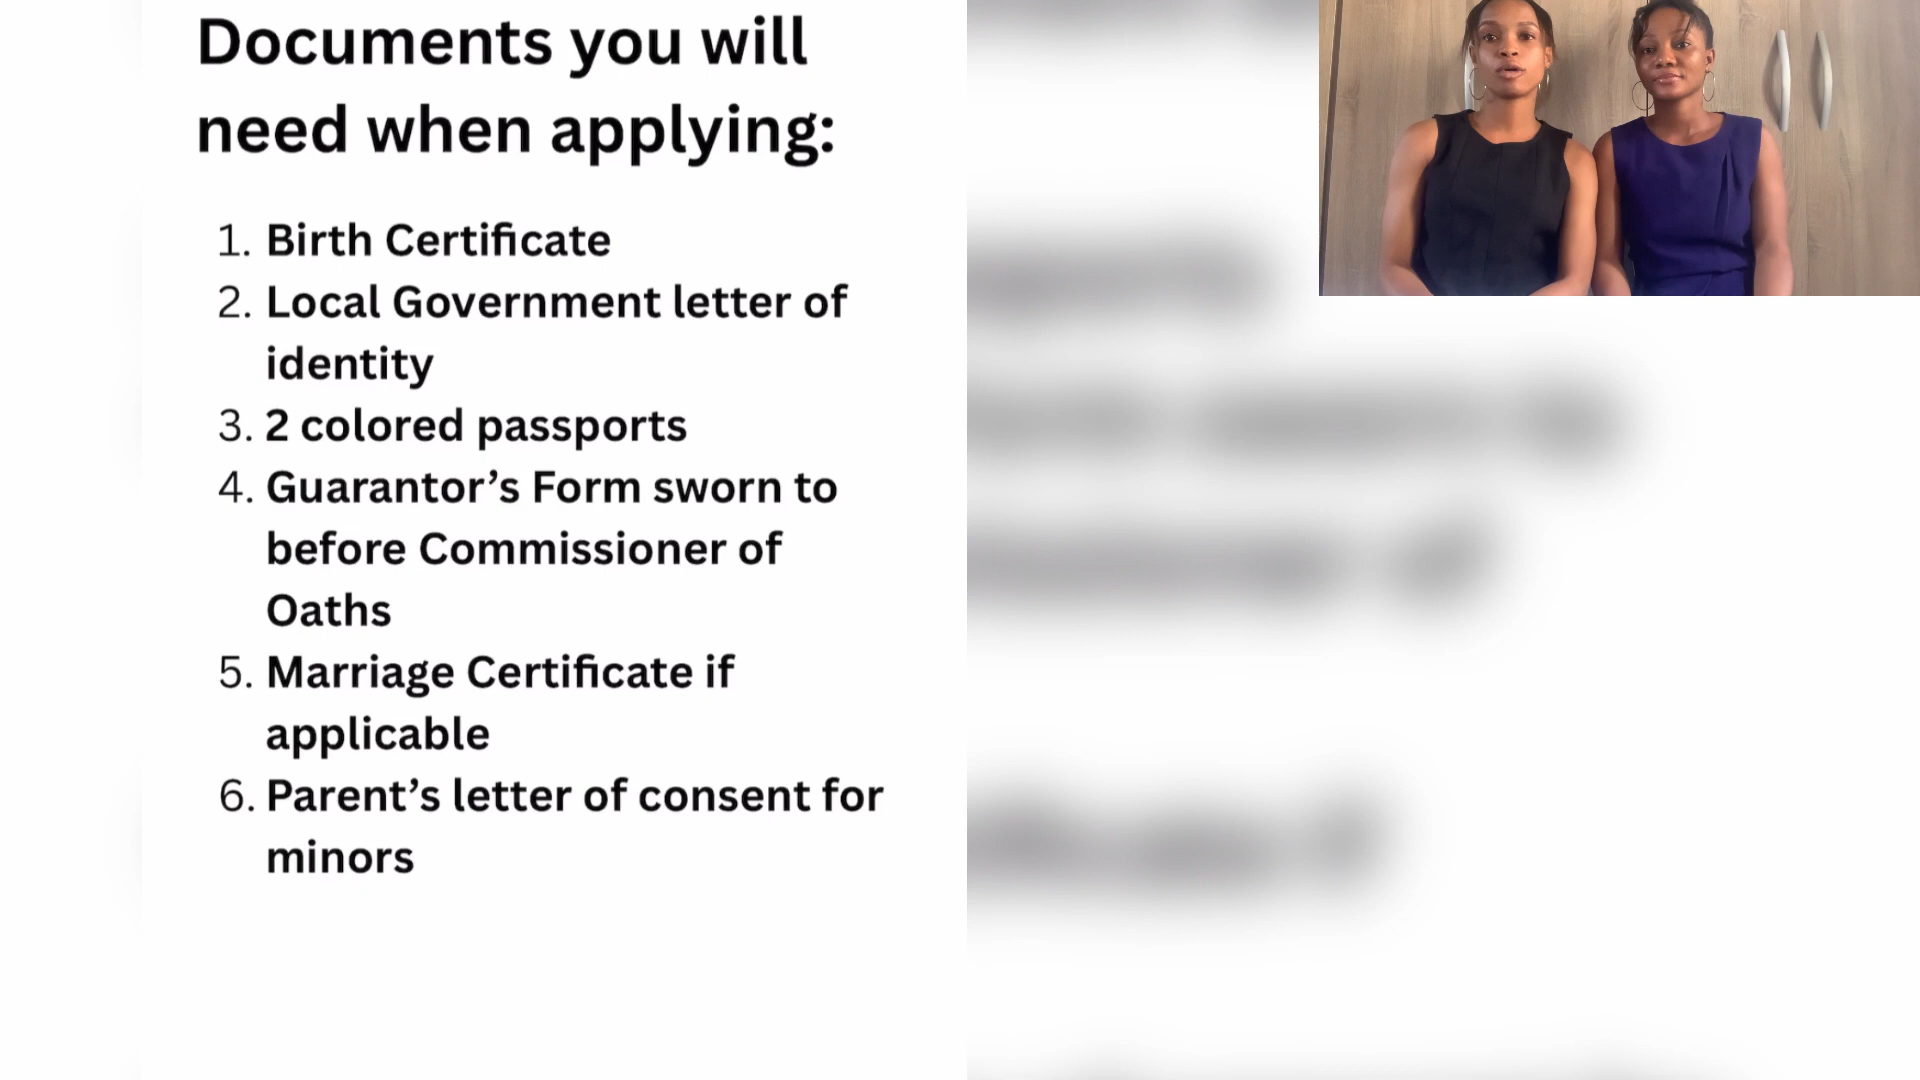 Documents you will
need when applying:
1. Birth Certificate
2. Local Government letter of
identity
3. 2 colored passports
4. Guarantor’s Form sworn to
before Commissioner of
Oaths
5. Marriage Certificate if
applicable
6. Parent’s letter of consent for
minors